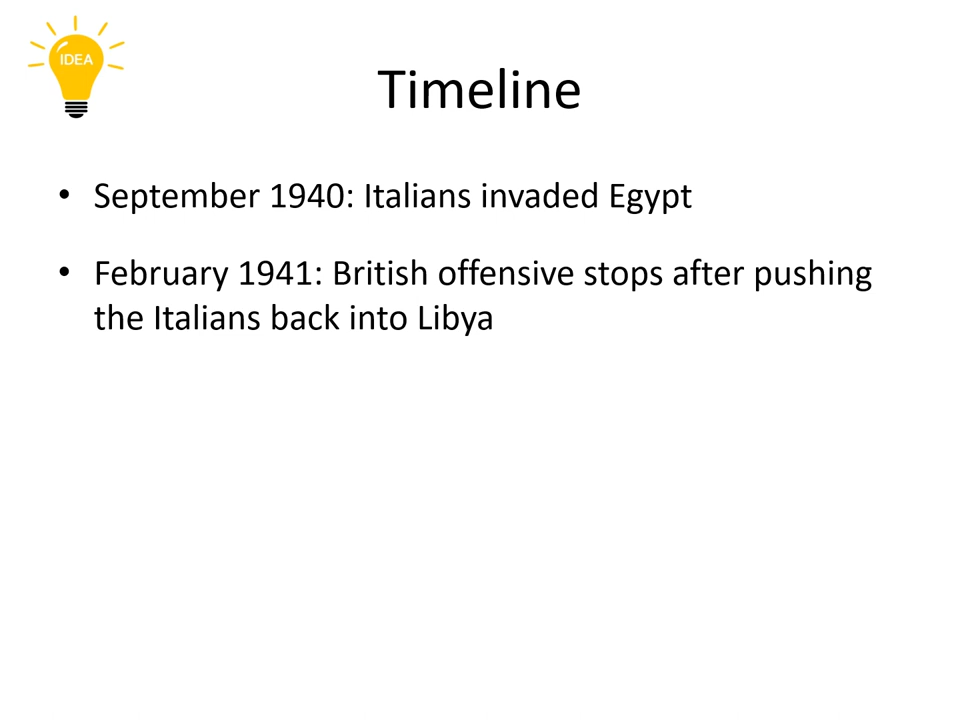 IDEA
Timeline
• September 1940: Italians invaded Egypt
• February 1941: British offensive stops after pushing
the Italians back into Libya